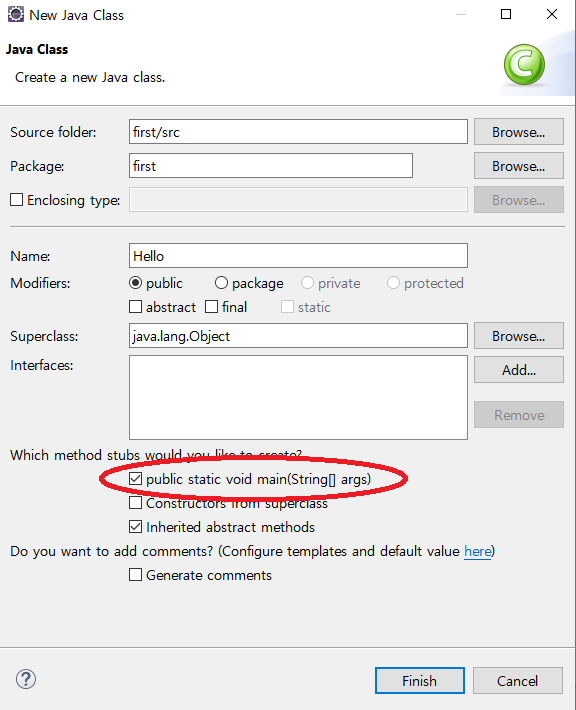 New Java Class
Java Class
Create a new Java class.
Source folder: first/src Browse...
Package: first Browse...
Enclosing type: Browse...
Name: Hello
Modifiers: public package private protected
abstract final static
Superclass: java.lang.Object Browse...
Interfaces: Add...
Remove
Which method stubs would you like to create?
public static void main(String[] args)
Constructors from superclass
Inherited abstract methods
Do you want to add comments? (Configure templates and default value here)
Generate comments
? Finish Cancel